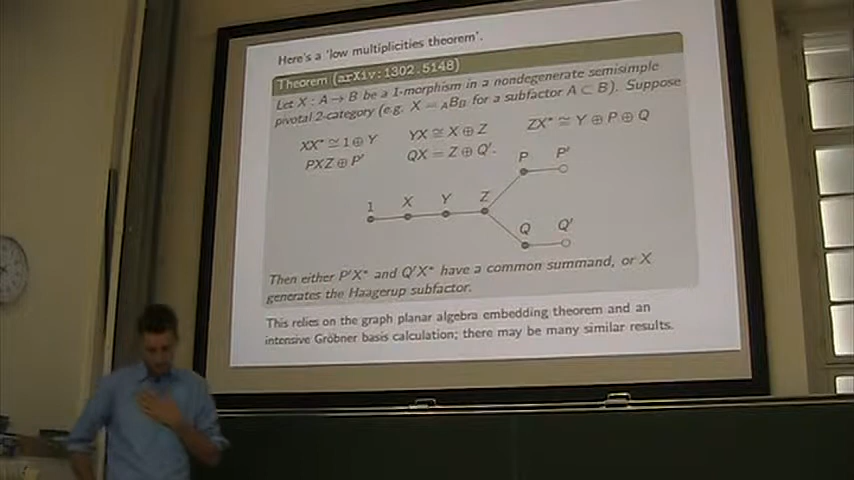 Here's a 'low multiplicities theorem'.
Theorem (arXiv:1302.5148)
Let X : A → B be a 1-morphism in a nondegenerate semisimple
pivotal 2-category (e.g. X = ABB for a subfactor A ⊂ B). Suppose
XX* ≅ 1 ⊕ Y YX ≅ X ⊕ Z ZX* ≅ Y ⊕ P ⊕ Q
PXZ ⊕ P' QX = Z ⊕ Q'.
P P'
1 X Y Z
Q Q'
Then either P'X* and Q'X* have a common summand, or X
generates the Haagerup subfactor.
This relies on the graph planar algebra embedding theorem and an
intensive Gröbner basis calculation; there may be many similar results.